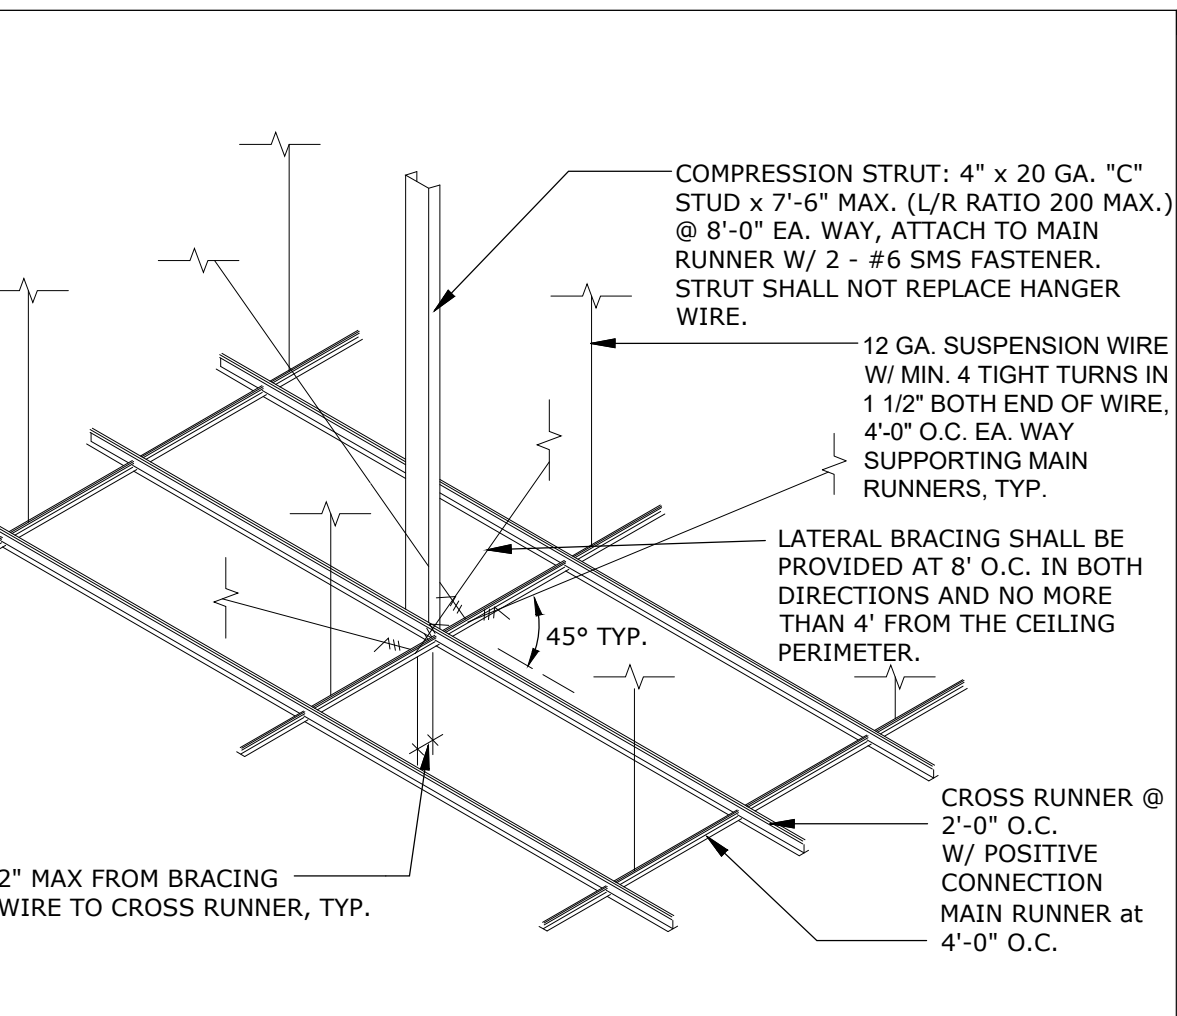 COMPRESSION STRUT: 4" x 20 GA. "C"
STUD x 7'-6" MAX. (L/R RATIO 200 MAX.)
@ 8'-0" EA. WAY, ATTACH TO MAIN
RUNNER W/ 2 - #6 SMS FASTENER.
STRUT SHALL NOT REPLACE HANGER
WIRE.
12 GA. SUSPENSION WIRE
W/ MIN. 4 TIGHT TURNS IN
1 1/2" BOTH END OF WIRE,
4'-0" O.C. EA. WAY
SUPPORTING MAIN
RUNNERS, TYP.
LATERAL BRACING SHALL BE
PROVIDED AT 8' O.C. IN BOTH
DIRECTIONS AND NO MORE
THAN 4' FROM THE CEILING
PERIMETER.
45° TYP.
CROSS RUNNER @
2'-0" O.C.
W/ POSITIVE
CONNECTION
MAIN RUNNER at
4'-0" O.C.
2" MAX FROM BRACING
WIRE TO CROSS RUNNER, TYP.